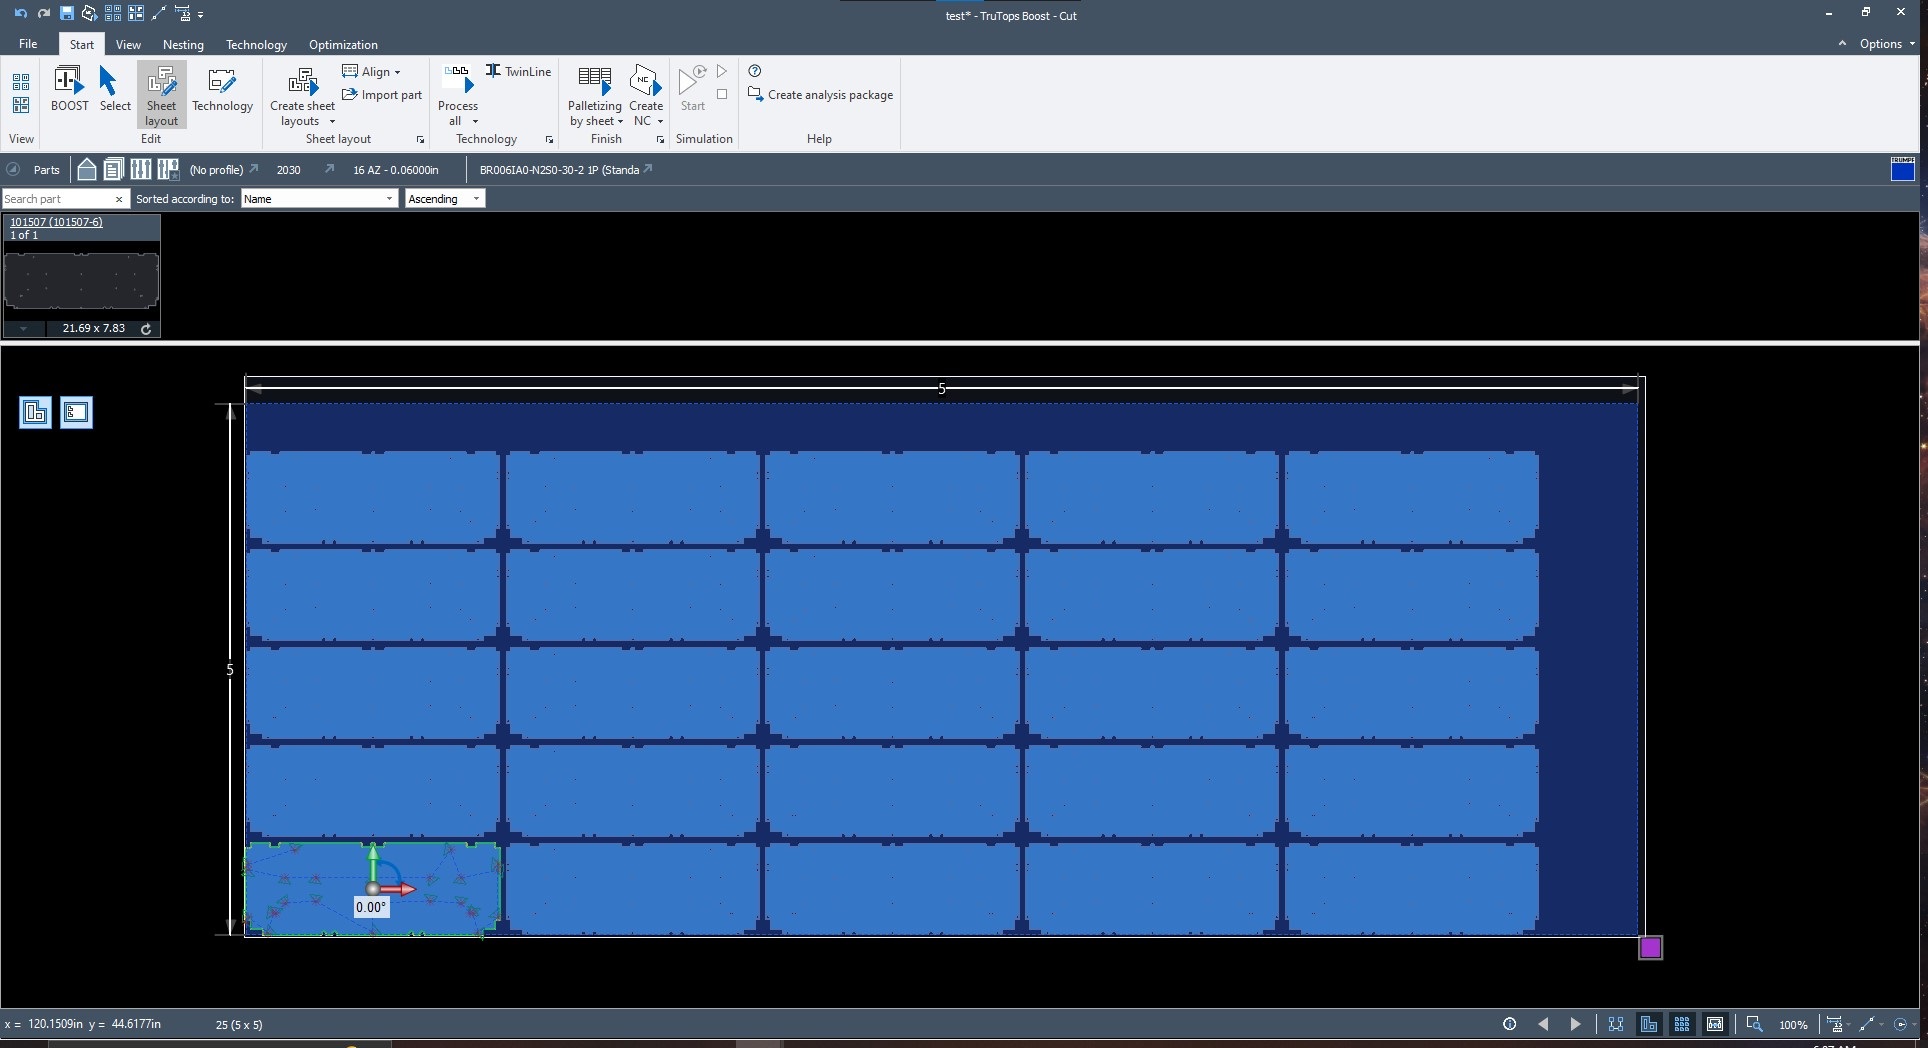 test* - TruTops Boost - Cut
File Start View Nesting Technology Optimization Options
BOOST Select Sheet layout Technology Create sheet layouts Align Import part Process all TwinLine Palletizing by sheet Create NC NC Start Create analysis package
View Edit Sheet layout Technology Finish Simulation Help
Parts (No profile) 2030 16 AZ - 0.06000in BR006IA0-N2S0-30-2 1P (Standa TRUMPF
Search part Sorted according to: Name Ascending
101507 (101507-6)
1 of 1
21.69 x 7.83
5
5
0.00°
x = 120.1509in y = 44.6177in 25 (5 x 5) 100%